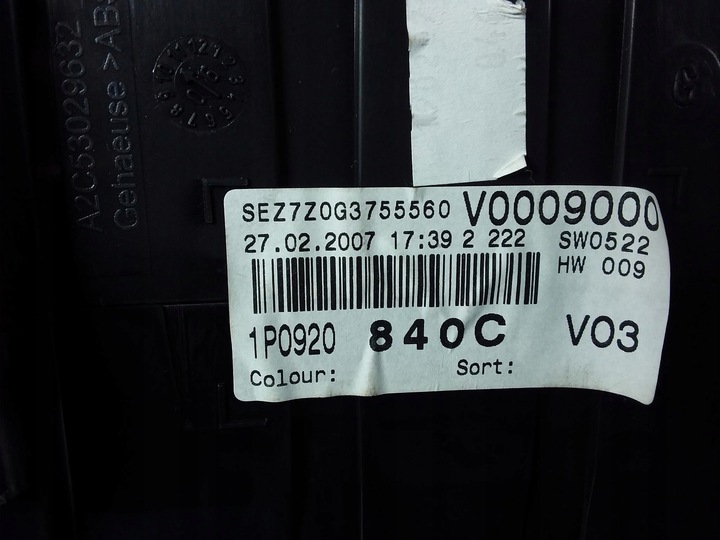 A2C53029632
Gehaeuse >ABS
SEZ7Z0G3755560 V0009000
27.02.2007 17:39 2 222 SW0522
HW 009
1P0920 840C V03
Colour: Sort: